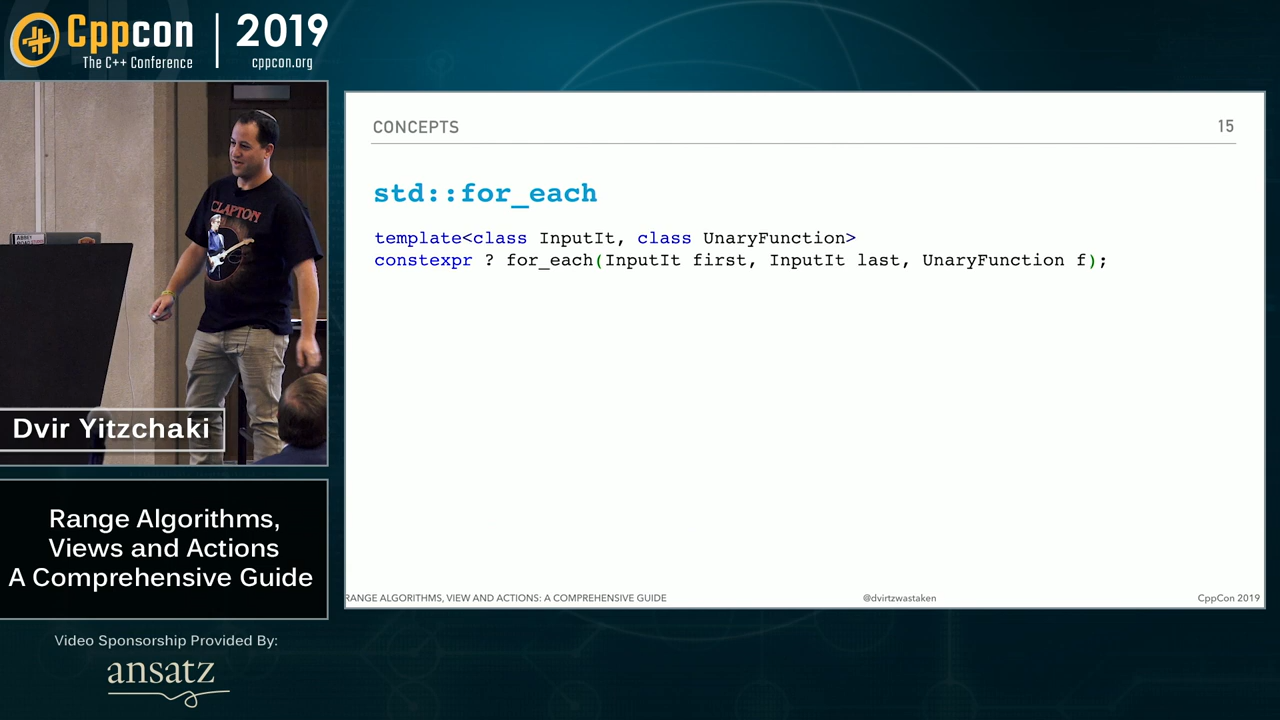 Cppcon | 2019
The C++ Conference
cppcon.org
CONCEPTS
15
std::for_each
template<class InputIt, class UnaryFunction>
constexpr ? for_each(InputIt first, InputIt last, UnaryFunction f);
CLAPTON
Dvir Yitzchaki
Range Algorithms,
Views and Actions
A Comprehensive Guide
RANGE ALGORITHMS, VIEW AND ACTIONS: A COMPREHENSIVE GUIDE
@dvirtzwastaken
CppCon 2019
Video Sponsorship Provided By:
ansatz